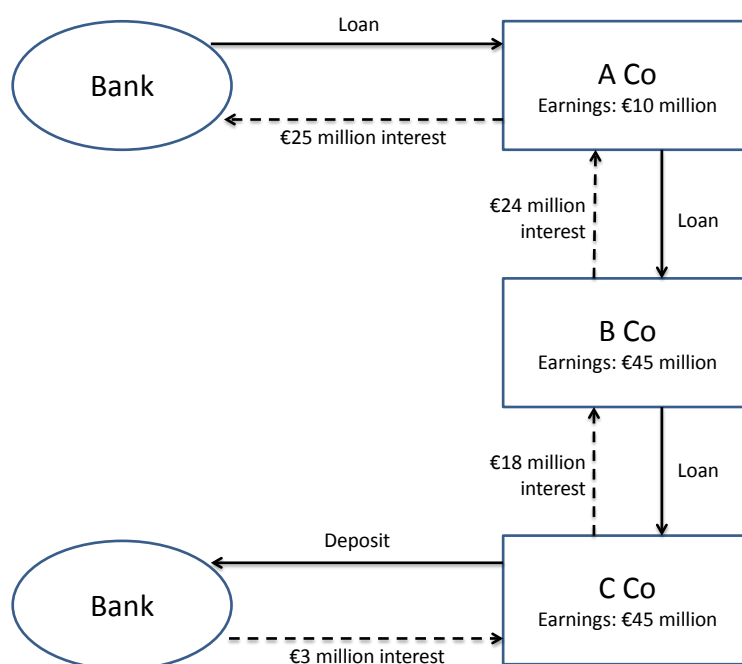 Loan
Bank
A Co
Earnings: €10 million
€25 million interest
€24 million
interest
Loan
B Co
Earnings: €45 million
€18 million
interest
Loan
Deposit
Bank
C Co
Earnings: €45 million
€3 million interest